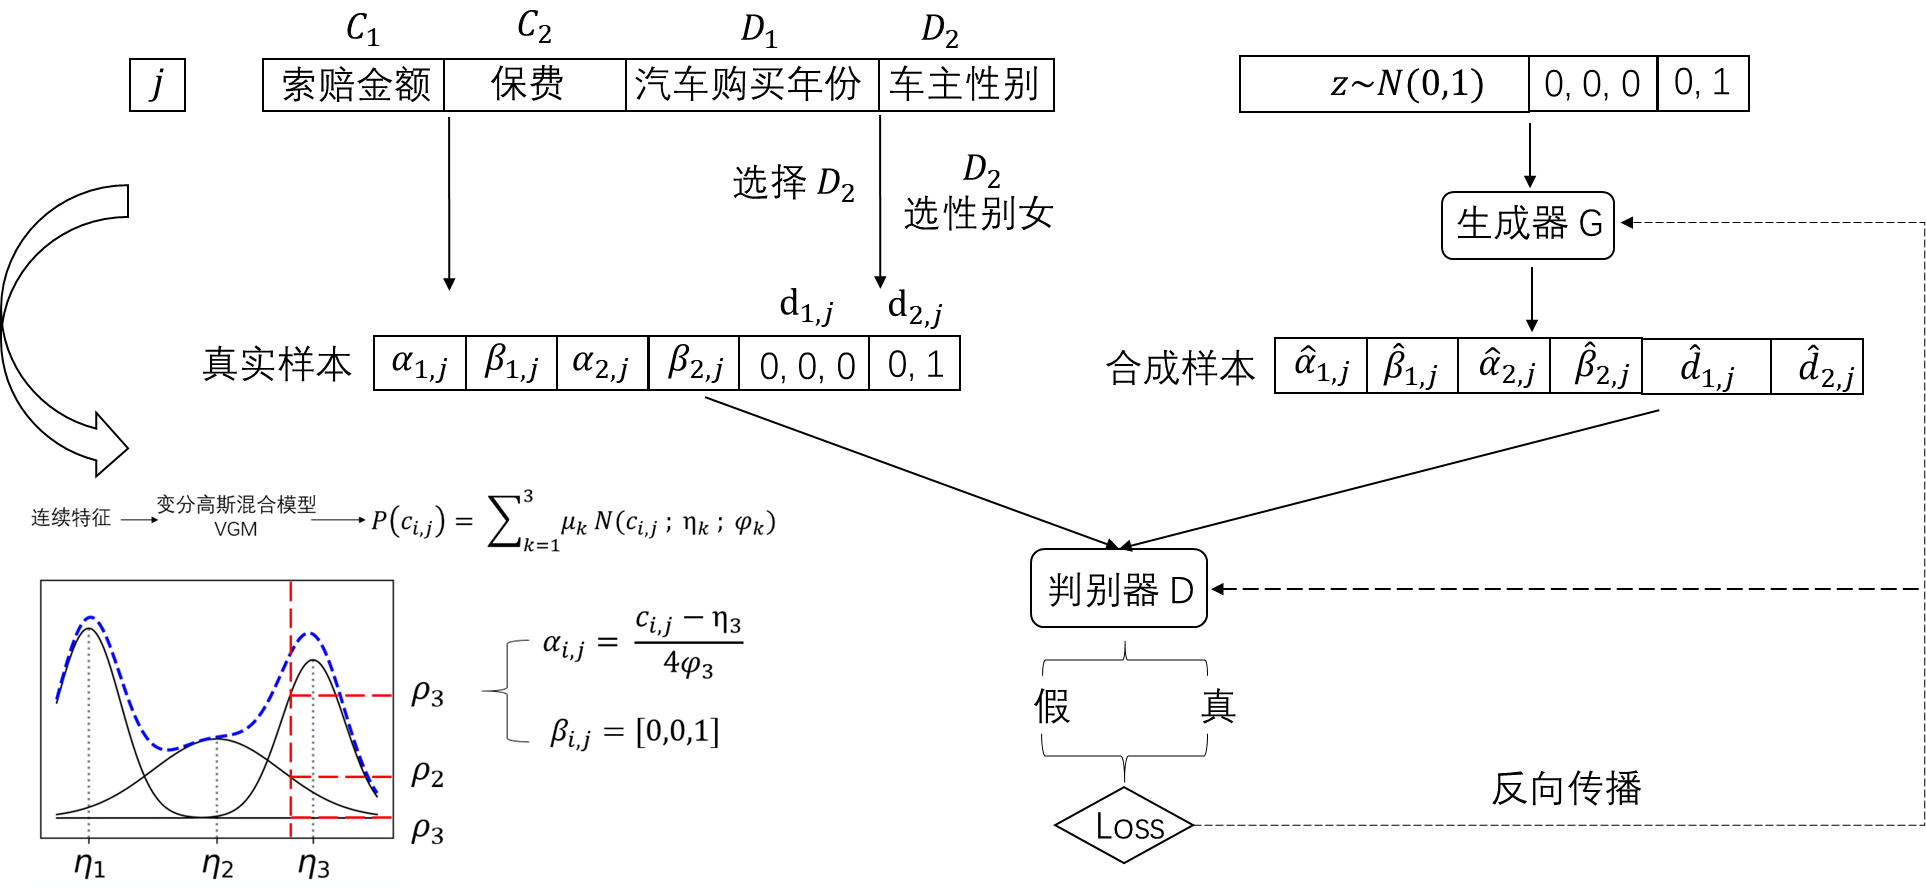 C₁ C₂ D₁ D₂
j 索赔金额 保费 汽车购买年份 车主性别
z~N(0,1) 0, 0, 0 0, 1
选择 D₂
D₂
选性别女
生成器 G
d₁,ⱼ d₂,ⱼ
真实样本 α₁,ⱼ β₁,ⱼ α₂,ⱼ β₂,ⱼ 0, 0, 0 0, 1
合成样本 α̂₁,ⱼ β̂₁,ⱼ α̂₂,ⱼ β̂₂,ⱼ d̂₁,ⱼ d̂₂,ⱼ
连续特征
变分高斯混合模型
VGM
P(cᵢ,ⱼ) = ∑³ₖ₌₁ μₖ N(cᵢ,ⱼ ; ηₖ ; φₖ)
判别器 D
αᵢ,ⱼ = (cᵢ,ⱼ − η₃) / 4φ₃
βᵢ,ⱼ = [0,0,1]
ρ₃
ρ₂
ρ₃
η₁ η₂ η₃
假 真
Loss
反向传播